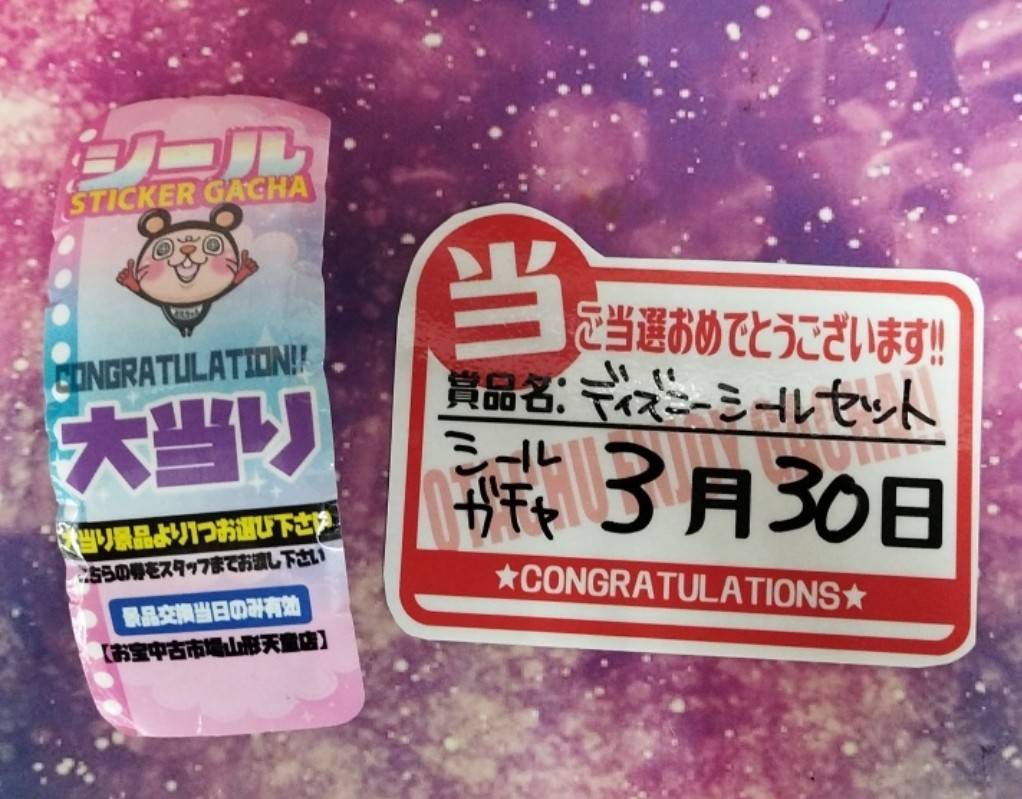 シール
STICKER GACHA
CONGRATULATION!!
大当り
大当り景品より1つお選び下さい
こちらの券をスタッフまでお渡し下さい
景品交換当日のみ有効
【お宝中古市場山形天童店】
当
ご当選おめでとうございます!!
賞品名: ディズニーシールセット
シール
ガチャ
3月30日
★CONGRATULATIONS★